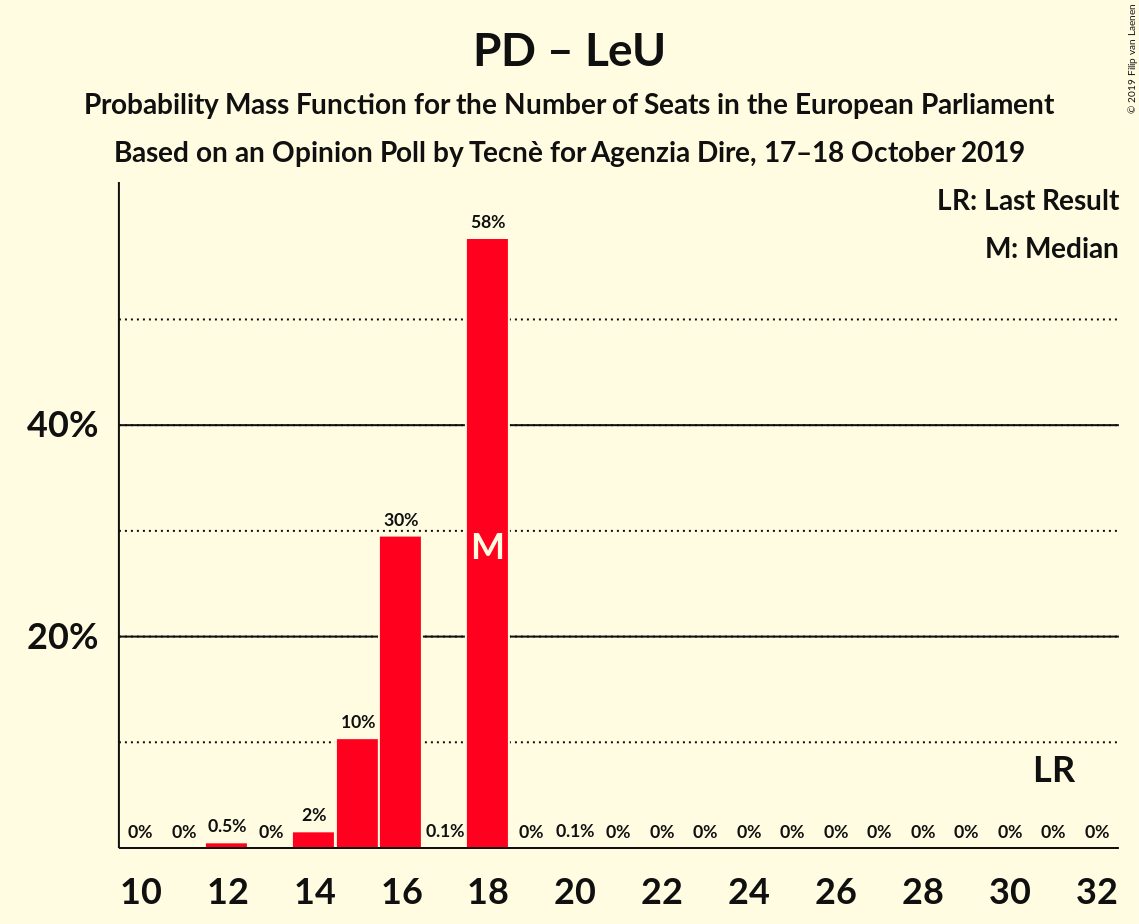 PD – LeU
Probability Mass Function for the Number of Seats in the European Parliament
Based on an Opinion Poll by Tecnè for Agenzia Dire, 17–18 October 2019
© 2019 Filip van Laenen
LR: Last Result
M: Median
58%
40%
30%
M
20%
10%
LR
0% 0% 0.5% 0% 2% 0.1% 0% 0.1% 0% 0% 0% 0% 0% 0% 0% 0% 0% 0% 0% 0%
10 12 14 16 18 20 22 24 26 28 30 32